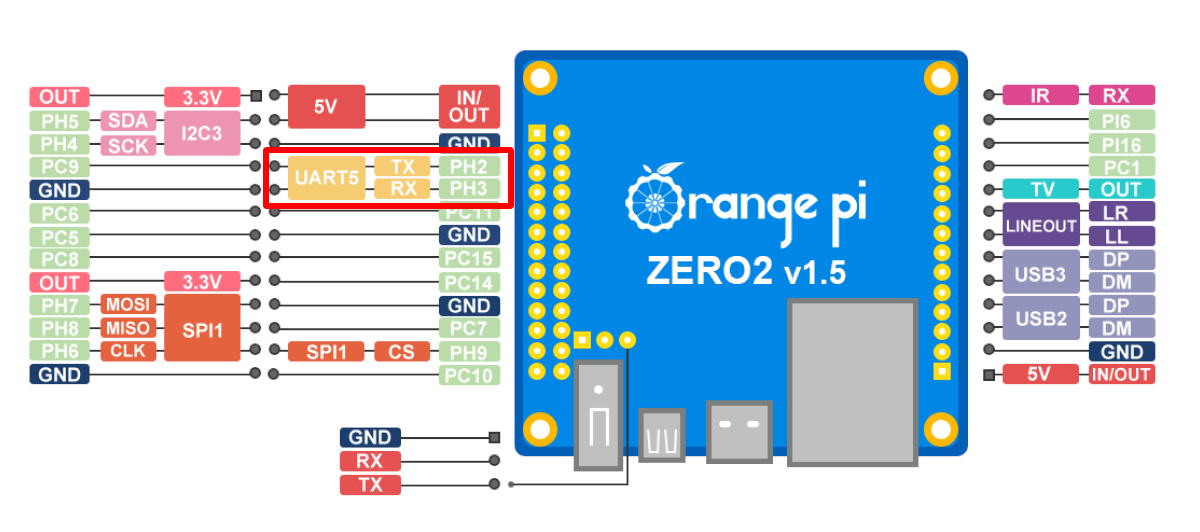 OUT 3.3V 5V IN/OUT
PH5 SDA I2C3
PH4 SCK GND
PC9 UART5 TX PH2
GND RX PH3
PC6 PC11
PC5 GND
PC8 PC15
OUT 3.3V PC14
PH7 MOSI SPI1 GND
PH8 MISO PC7
PH6 CLK SPI1 CS PH9
GND PC10
GND
RX
TX
Orange pi
ZERO2 v1.5
IR RX
PI6
PI16
PC1
TV OUT
LINEOUT LR
LL
USB3 DP
DM
USB2 DP
DM
GND
5V IN/OUT